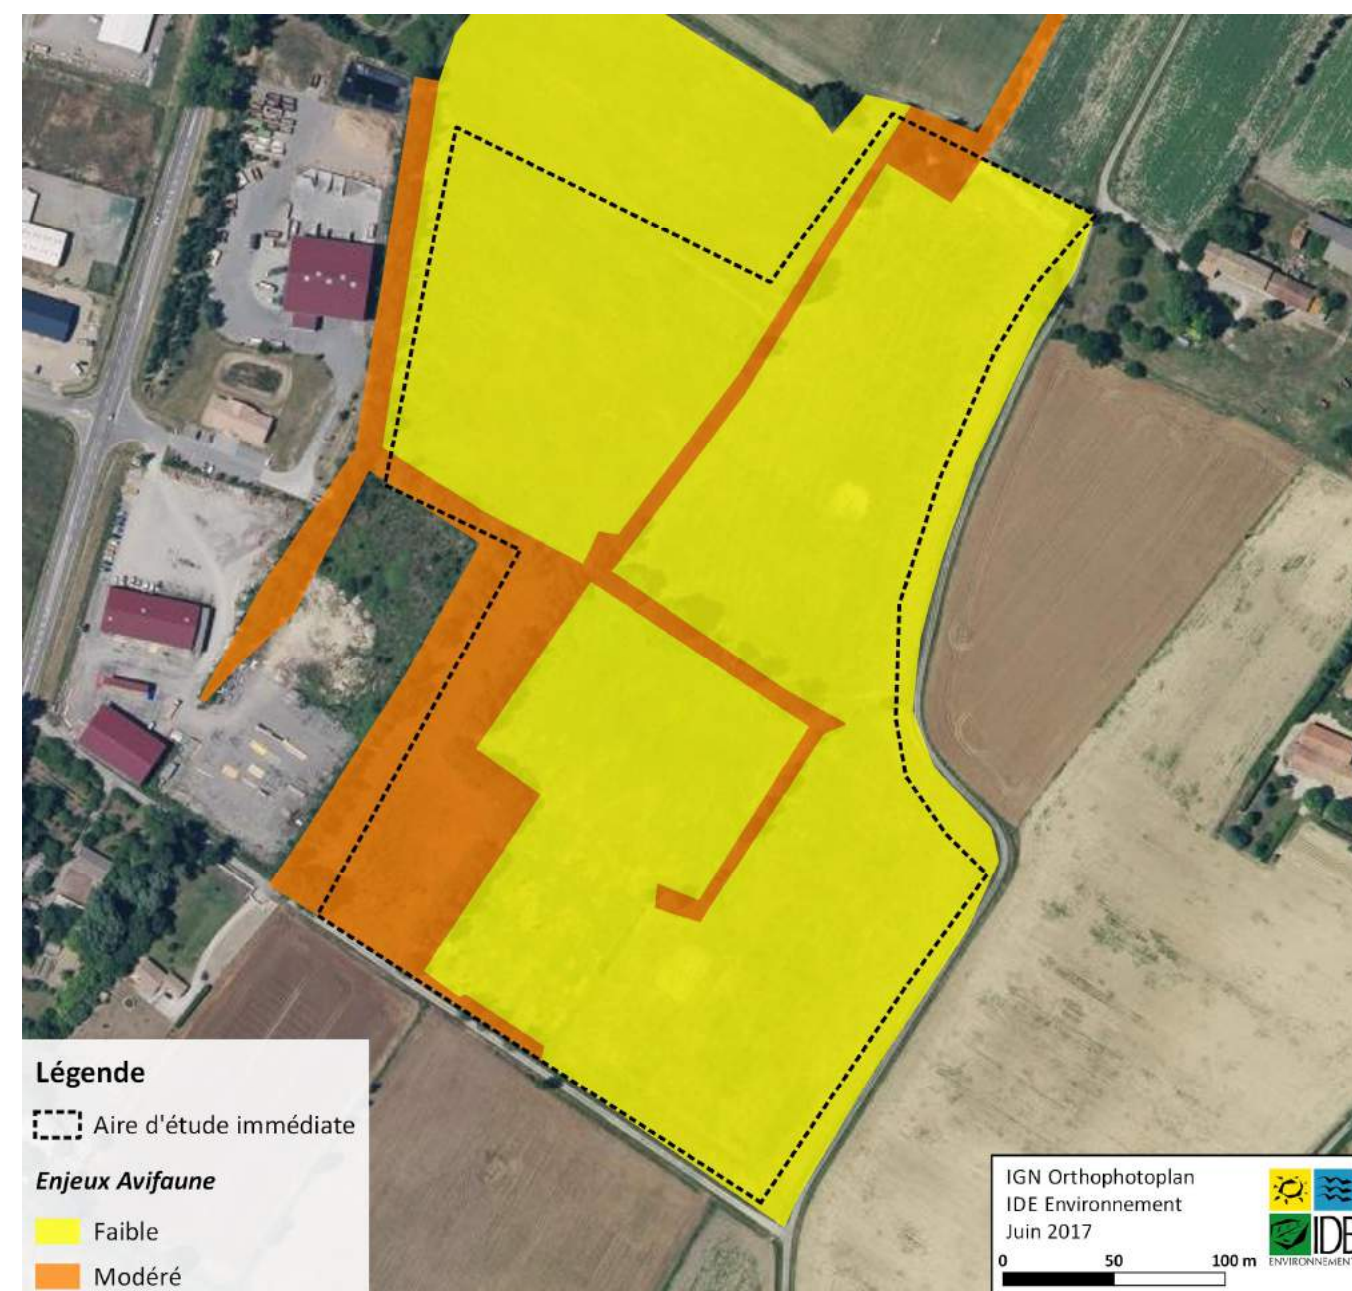 Légende
Aire d'étude immédiate
Enjeux Avifaune
Faible
Modéré
IGN Orthophotoplan
IDE Environnement
Juin 2017
0 50 100 m
IDE
ENVIRONNEMENT